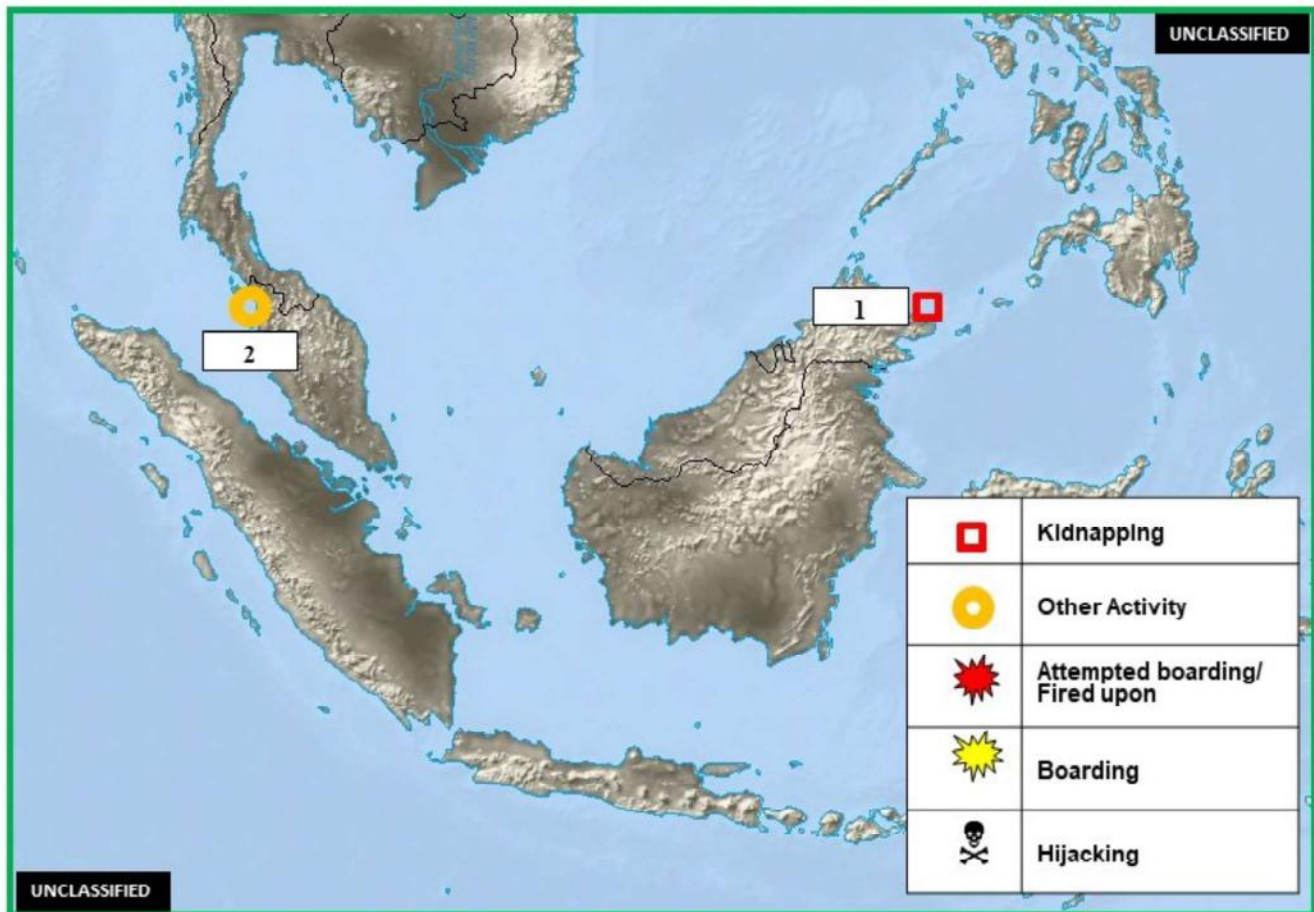 UNCLASSIFIED
1
2
Kidnapping
Other Activity
Attempted boarding/
Fired upon
Boarding
Hijacking
UNCLASSIFIED